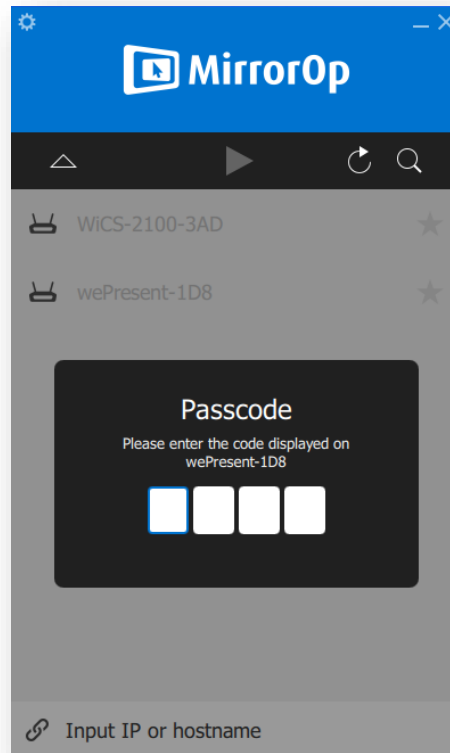 MirrorOp
WiCS-2100-3AD
wePresent-1D8
Passcode
Please enter the code displayed on
wePresent-1D8
Input IP or hostname